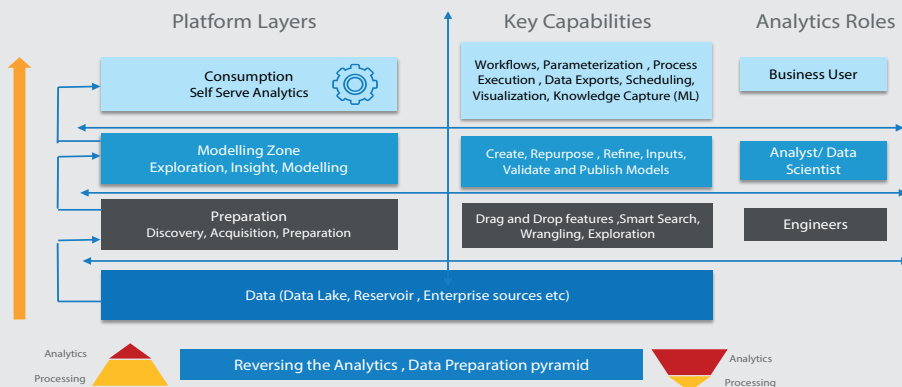 Platform Layers
Key Capabilities
Analytics Roles
Consumption
Self Serve Analytics
Workflows, Parameterization , Process
Execution , Data Exports, Scheduling,
Visualization, Knowledge Capture (ML)
Business User
Modelling Zone
Exploration, Insight, Modelling
Create, Repurpose , Refine, Inputs,
Validate and Publish Models
Analyst/ Data
Scientist
Preparation
Discovery, Acquisition, Preparation
Drag and Drop features ,Smart Search,
Wrangling, Exploration
Engineers
Data (Data Lake, Reservoir , Enterprise sources etc)
Analytics
Processing
Reversing the Analytics , Data Preparation pyramid
Analytics
Processing